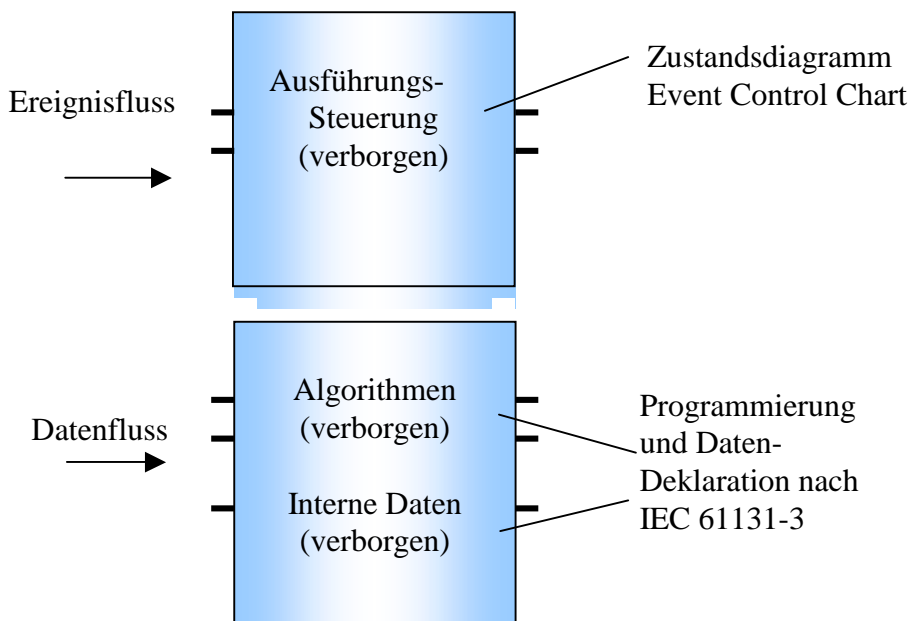 Ereignisfluss
Ausführungs-
Steuerung
(verborgen)
Zustandsdiagramm
Event Control Chart
Datenfluss
Algorithmen
(verborgen)
Interne Daten
(verborgen)
Programmierung
und Daten-
Deklaration nach
IEC 61131-3